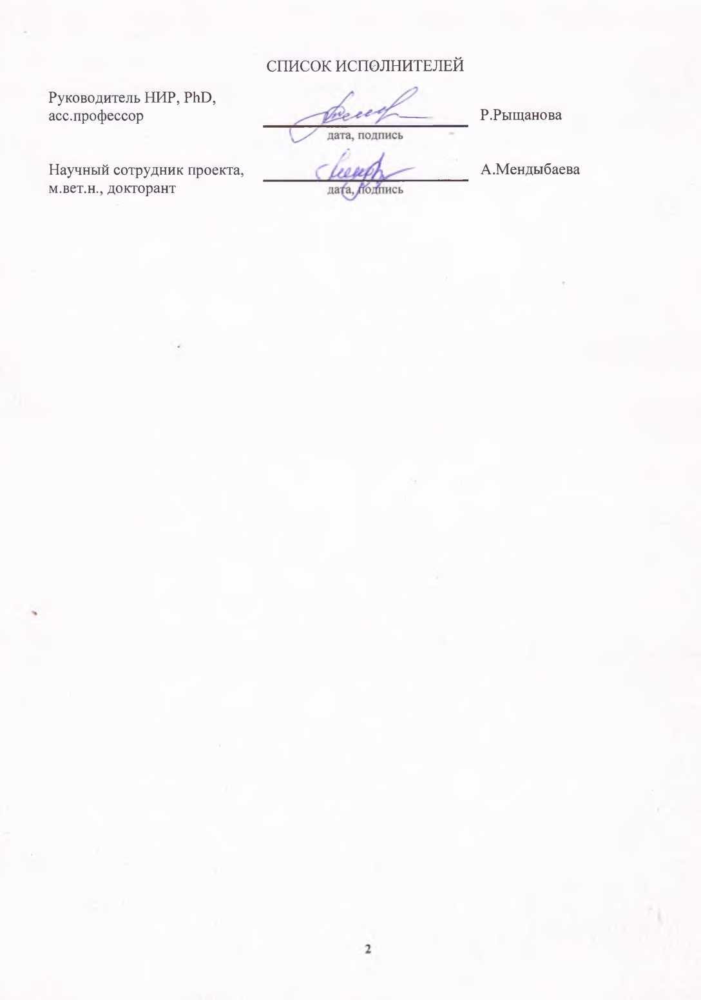 СПИСОК ИСПОЛНИТЕЛЕЙ
Руководитель НИР, PhD,
асс.профессор
Р.Рыщанова
дата, подпись
Научный сотрудник проекта,
м.вет.н., докторант
А.Мендыбаева
дата, подпись
2